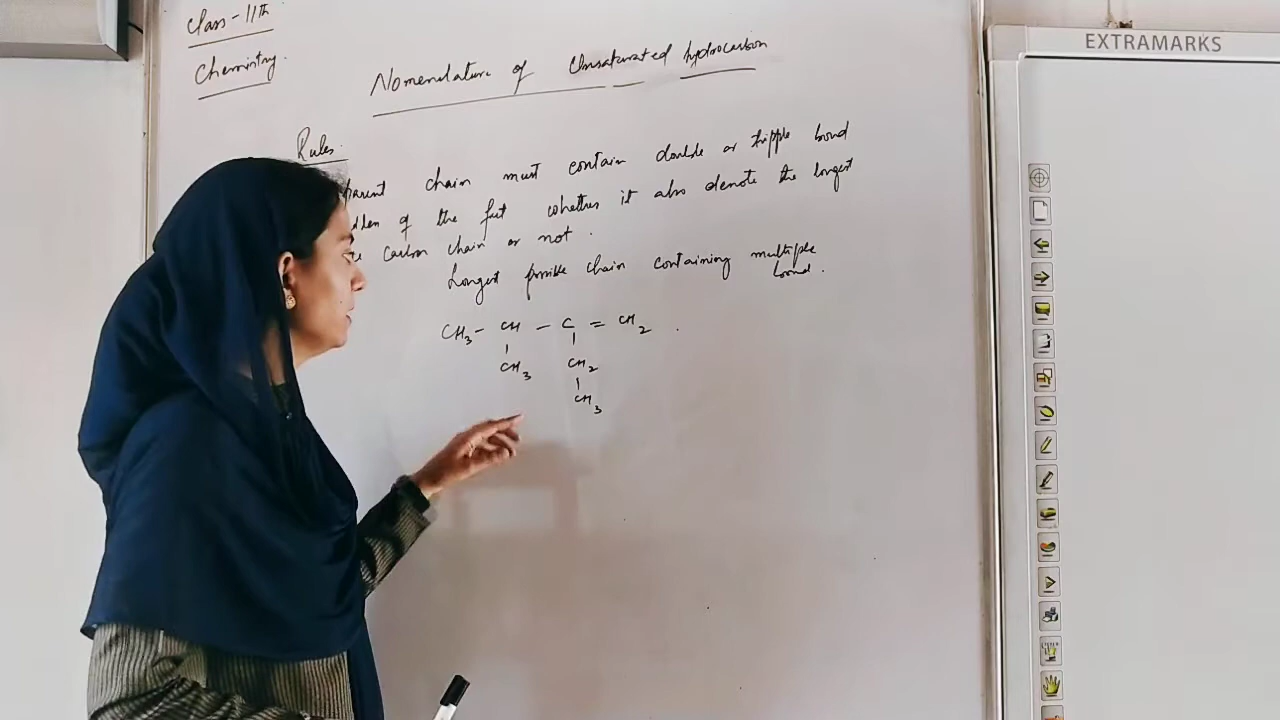 Class-11th
Chemistry.
Nomenclature of Unsaturated hydrocarbon
EXTRAMARKS
Rules.
parent chain must contain double or tripple bond
of the fact whether it also denote the longest
carbon chain or not.
Longest possible chain containing multiple
bond.
CH3 - CH - C = CH2.
CH3 CH2
CH3